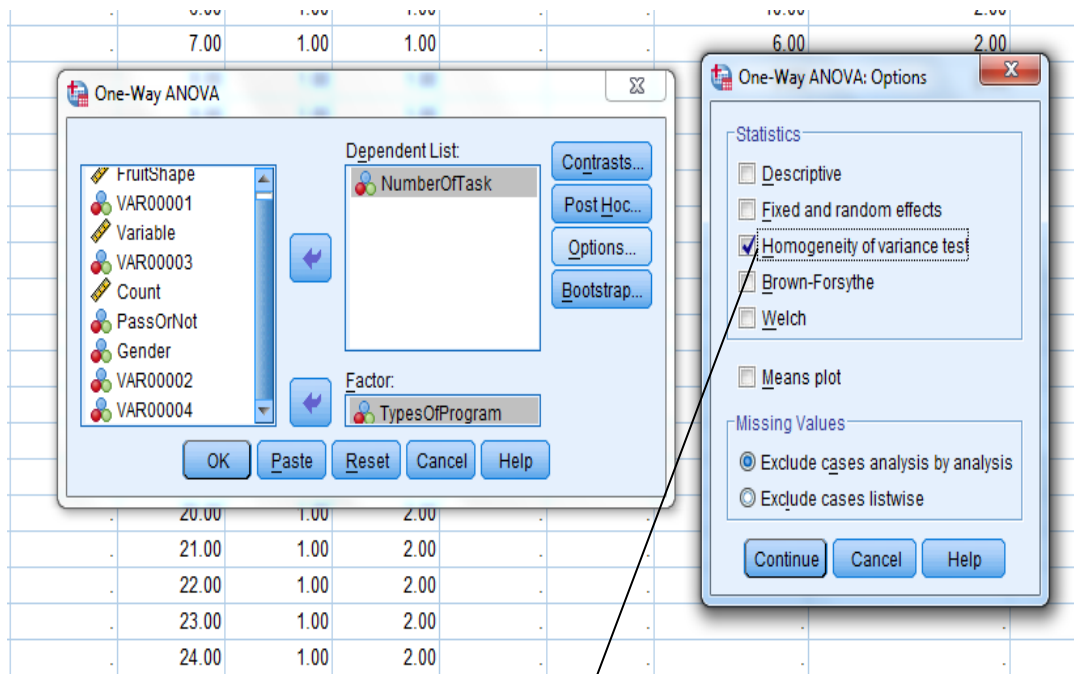 7.00 1.00 1.00 . . 6.00 2.00
One-Way ANOVA
Dependent List:
FruitShape
VAR00001
Variable
VAR00003
Count
PassOrNot
Gender
VAR00002
VAR00004
NumberOfTask
Factor:
TypesOfProgram
Contrasts...
Post Hoc...
Options...
Bootstrap...
OK Paste Reset Cancel Help
One-Way ANOVA: Options
Statistics
Descriptive
Fixed and random effects
Homogeneity of variance test
Brown-Forsythe
Welch
Means plot
Missing Values
Exclude cases analysis by analysis
Exclude cases listwise
Continue Cancel Help
. 20.00 1.00 2.00 .
. 21.00 1.00 2.00 . .
. 22.00 1.00 2.00 . .
. 23.00 1.00 2.00 . . . .
. 24.00 1.00 2.00 . . . .